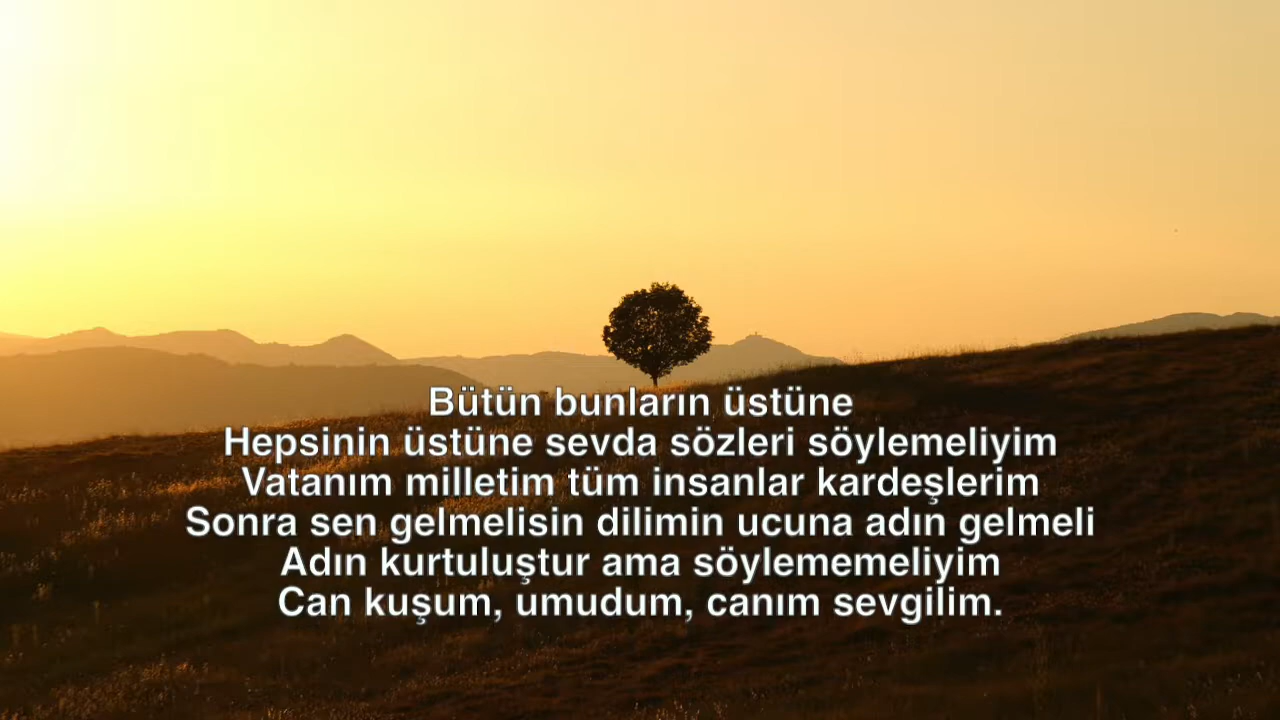 Bütün bunların üstüne
Hepsinin üstüne sevda sözleri söylemeliyim
Vatanım milletim tüm insanlar kardeşlerim
Sonra sen gelmelisin dilimin ucuna adın gelmeli
Adın kurtuluştur ama söylememeliyim
Can kuşum, umudum, canım sevgilim.